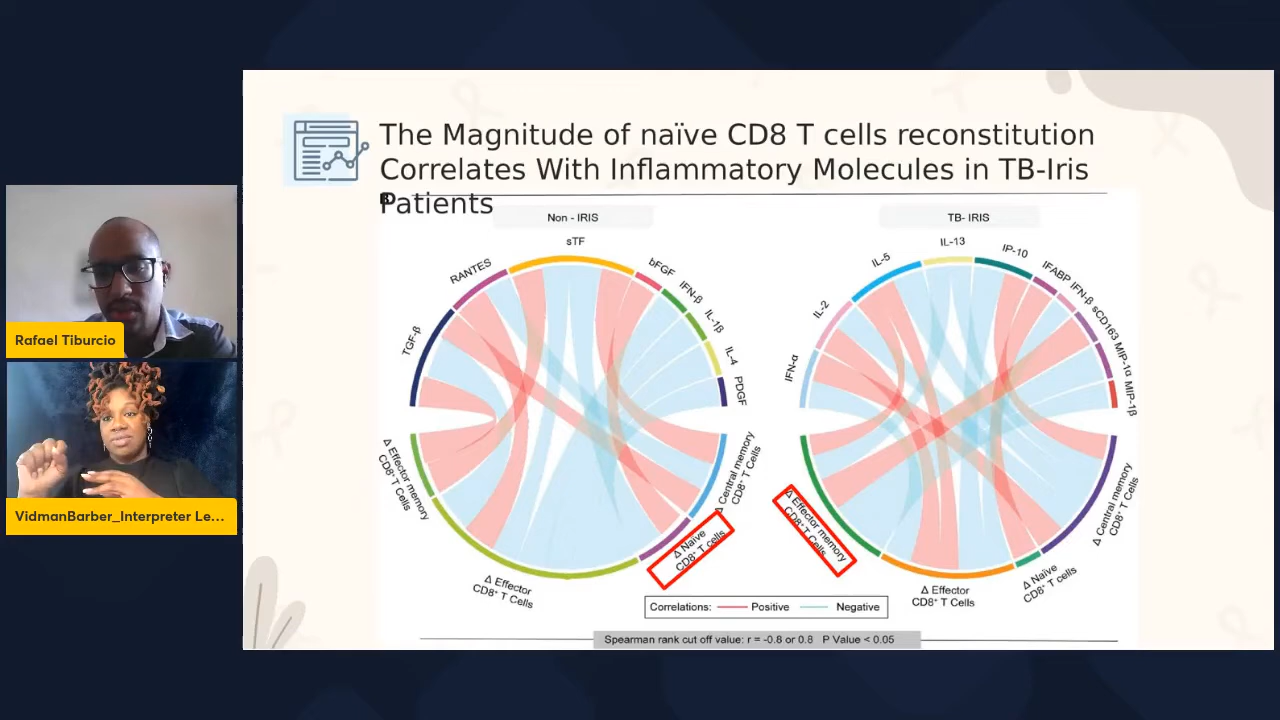 The Magnitude of naïve CD8 T cells reconstitution
Correlates With Inflammatory Molecules in TB-Iris
Patients
Non - IRIS
sTF
RANTES
bFGF
TGF-β
IFN-β
IL-1β
IL-4
PDGF
Δ Effector memory
CD8⁺ T Cells
Δ Central memory
CD8⁺ T Cells
Δ Naive
CD8⁺ T cells
Δ Effector
CD8⁺ T Cells
TB- IRIS
IL-13
IL-5
IP-10
IFABP
IL-2
IFN-β
sCD163
IFN-α
MIP-1α
MIP-1β
Δ Effector memory
CD8⁺ T Cells
Δ Central memory
CD8⁺ T Cells
Δ Effector
CD8⁺ T Cells
Δ Naïve
CD8⁺ T cells
Correlations: Positive Negative
Spearman rank cut off value: r = -0.8 or 0.8 P Value < 0.05
Rafael Tiburcio
VidmanBarber_Interpreter Le...